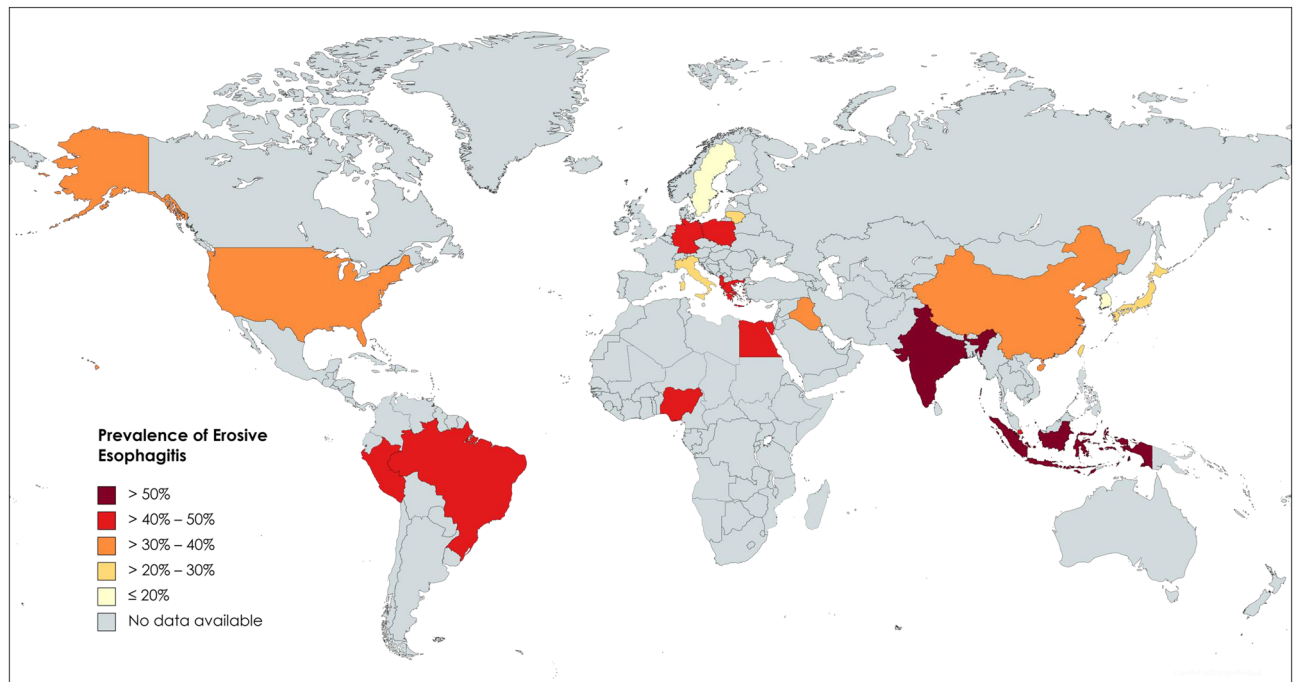 Prevalence of Erosive
Esophagitis
> 50%
> 40% – 50%
> 30% – 40%
> 20% – 30%
≤ 20%
No data available